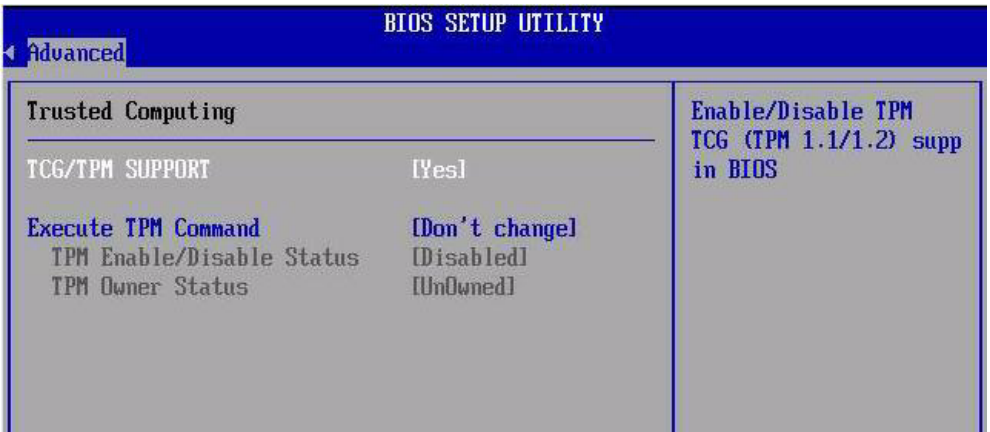 BIOS SETUP UTILITY
Advanced
Trusted Computing
TCG/TPM SUPPORT [Yes]
Execute TPM Command [Don't change]
TPM Enable/Disable Status [Disabled]
TPM Owner Status [UnOwned]
Enable/Disable TPM
TCG (TPM 1.1/1.2) supp
in BIOS